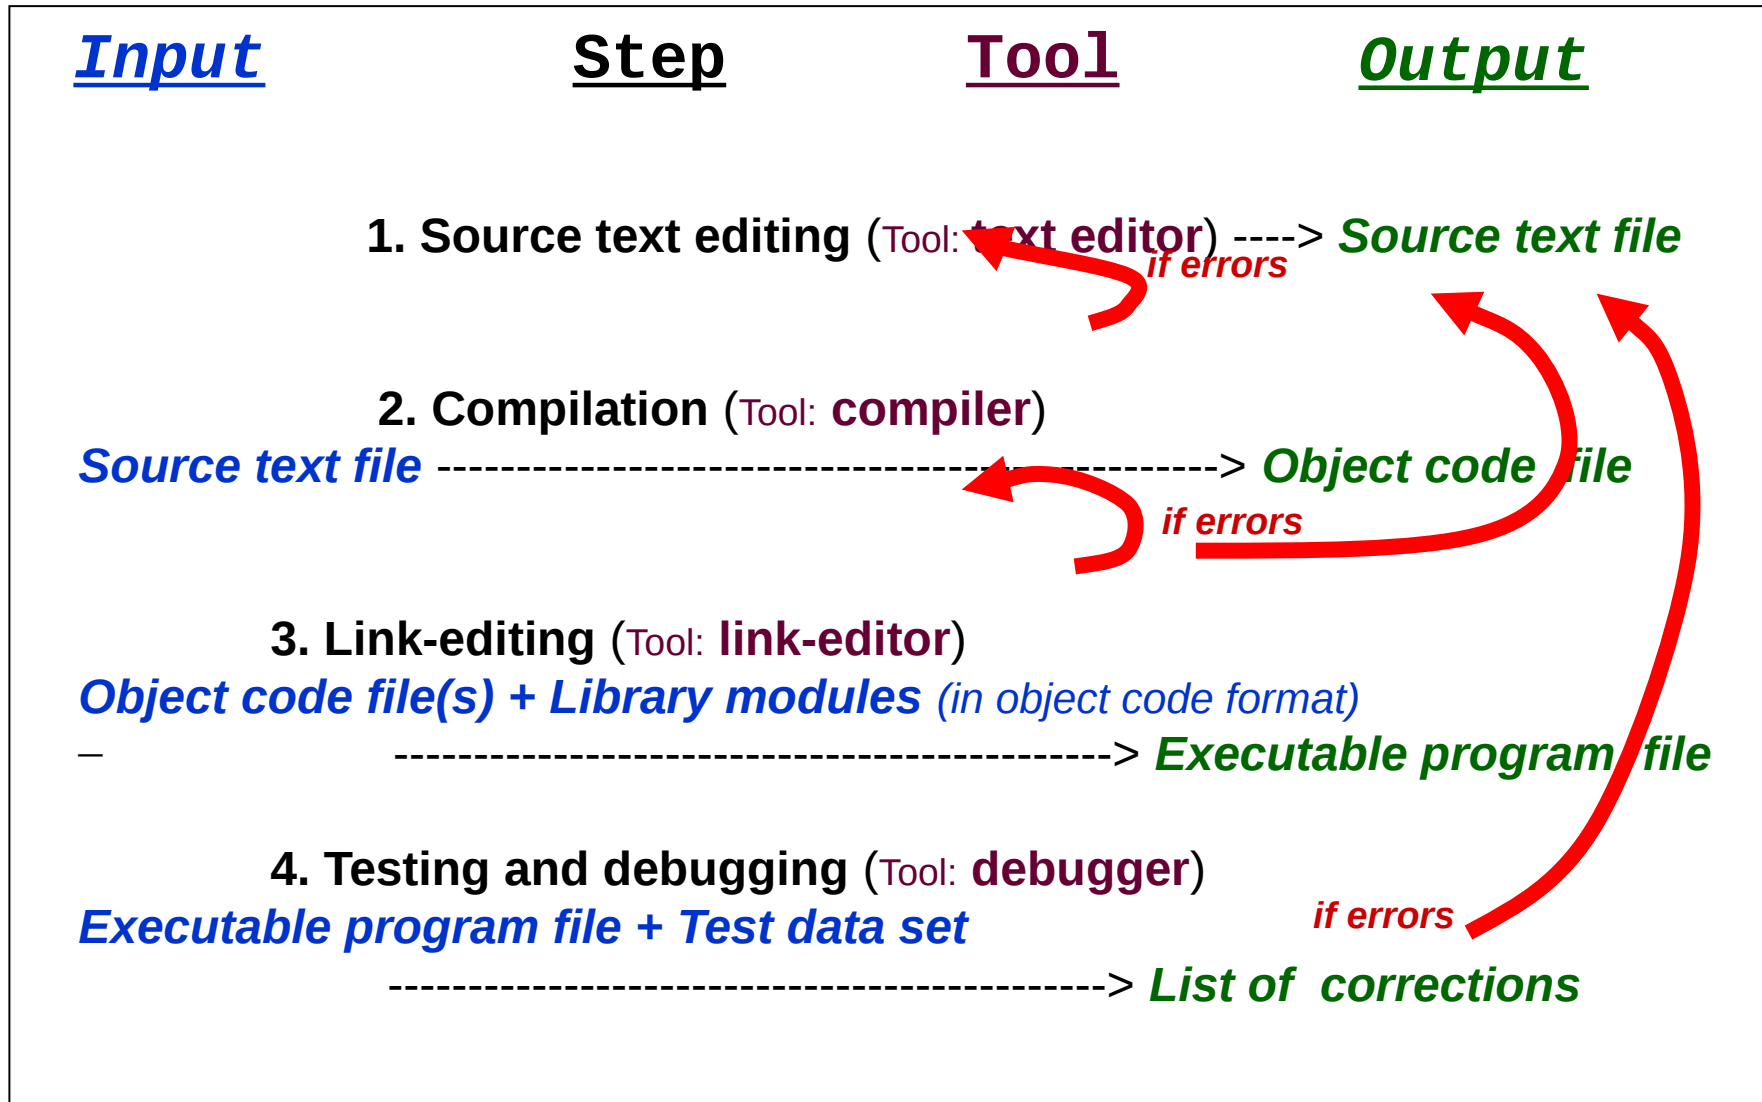 Input Step Tool Output
1. Source text editing (Tool: text editor) ----> Source text file
if errors
2. Compilation (Tool: compiler)
Source text file -------------------------------------------------> Object code file
if errors
3. Link-editing (Tool: link-editor)
Object code file(s) + Library modules (in object code format)
– ---------------------------------------------> Executable program file
4. Testing and debugging (Tool: debugger)
Executable program file + Test data set if errors
---------------------------------------------> List of corrections